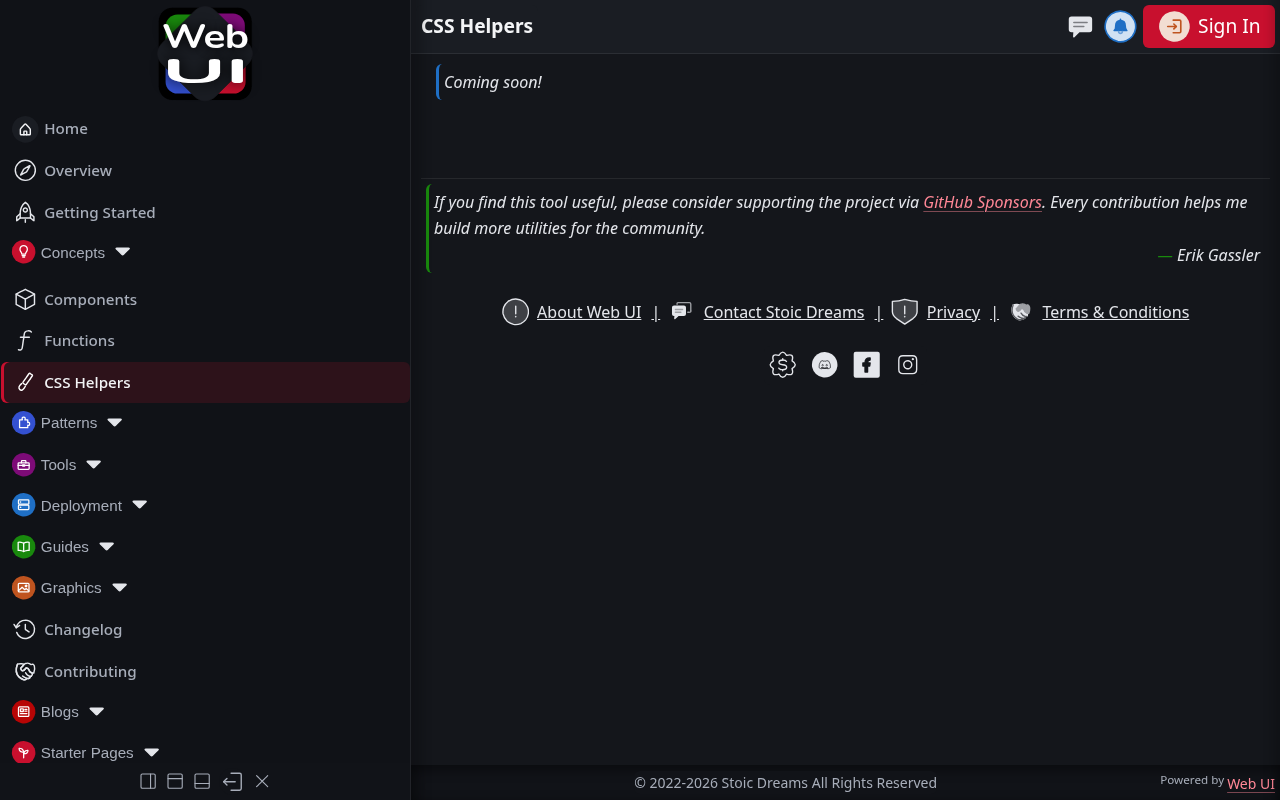 Web
UI
Home
Overview
Getting Started
Concepts
Components
Functions
CSS Helpers
Patterns
Tools
Deployment
Guides
Graphics
Changelog
Contributing
Blogs
Starter Pages
CSS Helpers
Sign In
Coming soon!
If you find this tool useful, please consider supporting the project via GitHub Sponsors. Every contribution helps me
build more utilities for the community.
— Erik Gassler
About Web UI | Contact Stoic Dreams | Privacy | Terms & Conditions
© 2022-2026 Stoic Dreams All Rights Reserved
Powered by Web UI